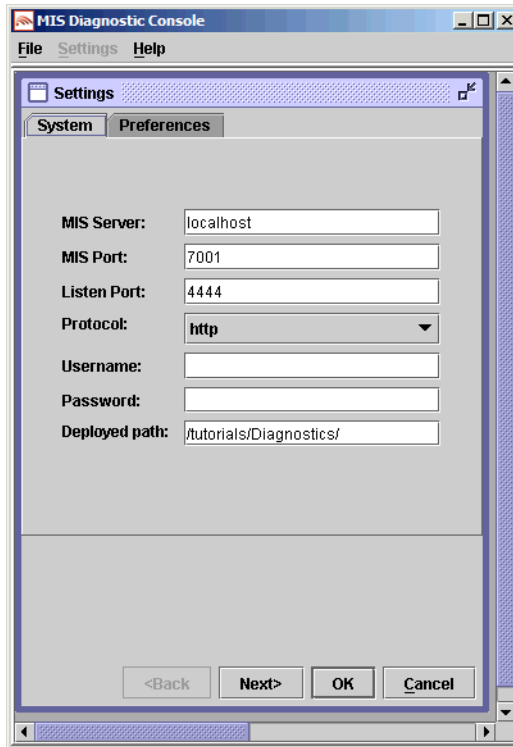 MIS Diagnostic Console
File Settings Help
Settings
System Preferences
MIS Server: localhost
MIS Port: 7001
Listen Port: 4444
Protocol: http
Username:
Password:
Deployed path: /tutorials/Diagnostics/
<Back Next> OK Cancel